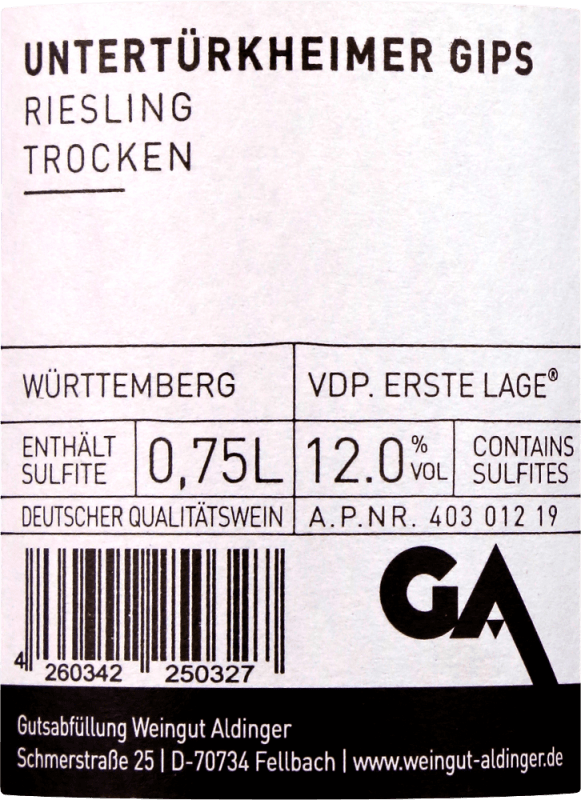 UNTERTÜRKHEIMER GIPS
RIESLING
TROCKEN
WÜRTTEMBERG
VDP. ERSTE LAGE®
ENTHÄLT
SULFITE
0,75L
12.0 % VOL
CONTAINS
SULFITES
DEUTSCHER QUALITÄTSWEIN
A.P.NR. 403 012 19
GA
4 260342 250327
Gutsabfüllung Weingut Aldinger
Schmerstraße 25 | D-70734 Fellbach | www.weingut-aldinger.de